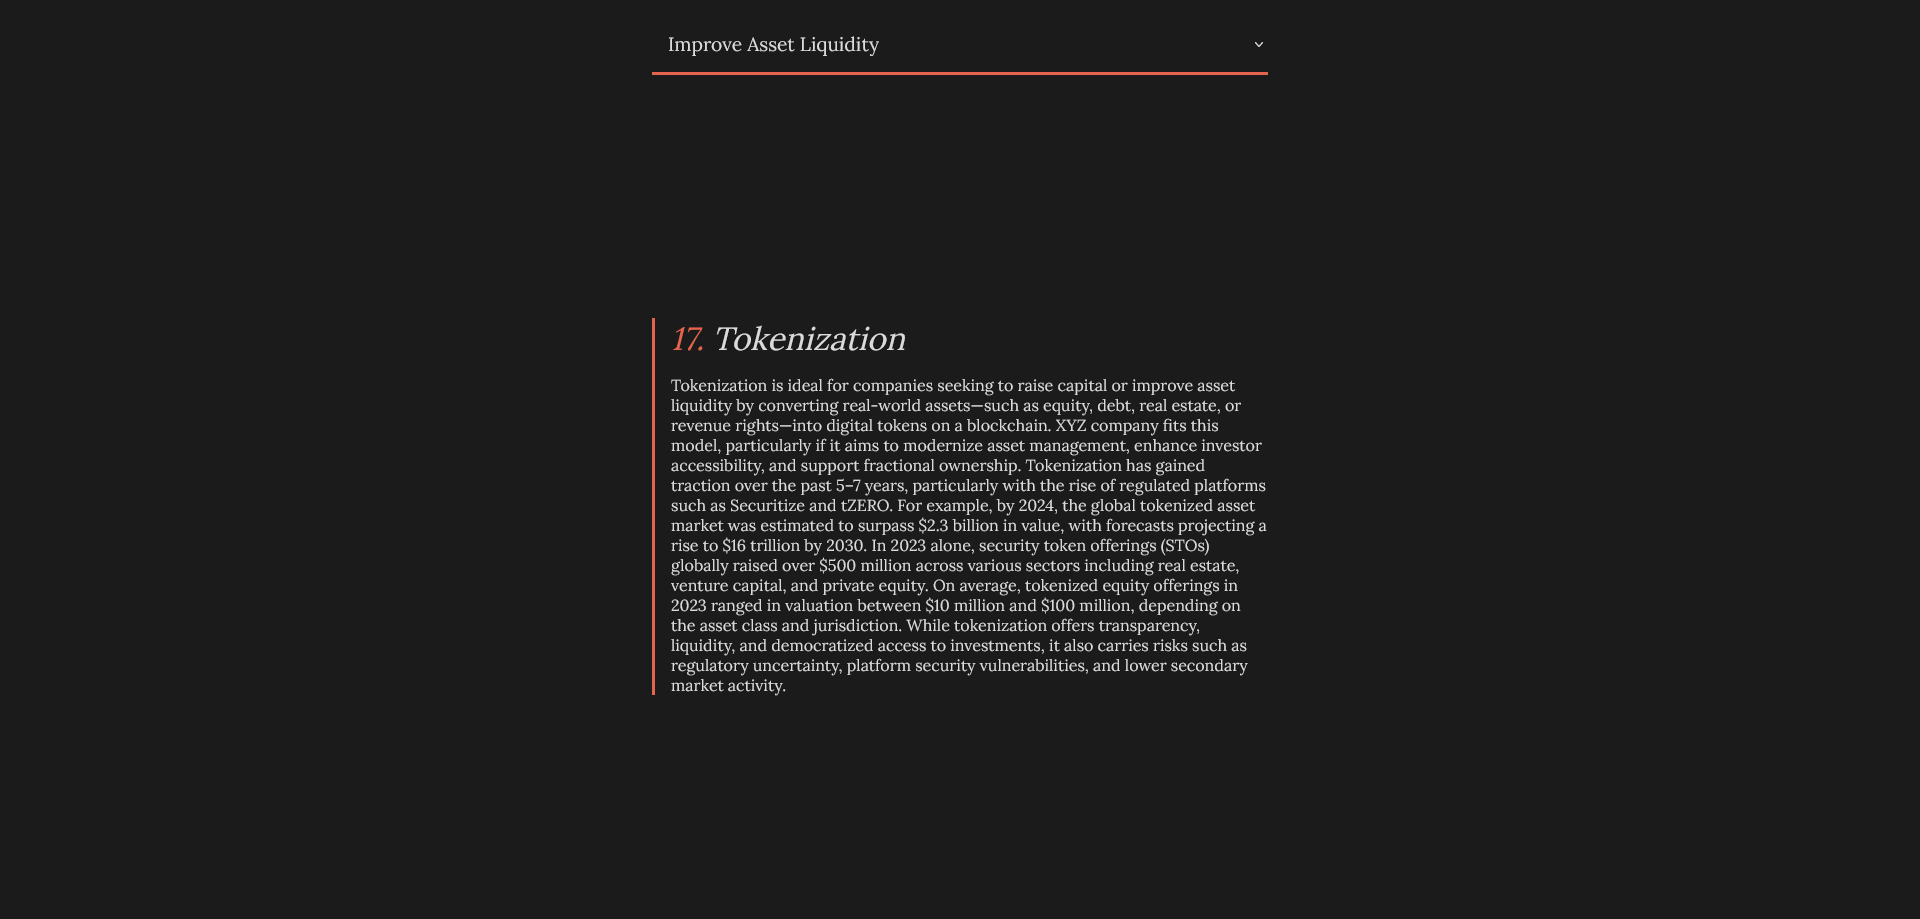 Improve Asset Liquidity
17. Tokenization
Tokenization is ideal for companies seeking to raise capital or improve asset
liquidity by converting real-world assets—such as equity, debt, real estate, or
revenue rights—into digital tokens on a blockchain. XYZ company fits this
model, particularly if it aims to modernize asset management, enhance investor
accessibility, and support fractional ownership. Tokenization has gained
traction over the past 5–7 years, particularly with the rise of regulated platforms
such as Securitize and tZERO. For example, by 2024, the global tokenized asset
market was estimated to surpass $2.3 billion in value, with forecasts projecting a
rise to $16 trillion by 2030. In 2023 alone, security token offerings (STOs)
globally raised over $500 million across various sectors including real estate,
venture capital, and private equity. On average, tokenized equity offerings in
2023 ranged in valuation between $10 million and $100 million, depending on
the asset class and jurisdiction. While tokenization offers transparency,
liquidity, and democratized access to investments, it also carries risks such as
regulatory uncertainty, platform security vulnerabilities, and lower secondary
market activity.